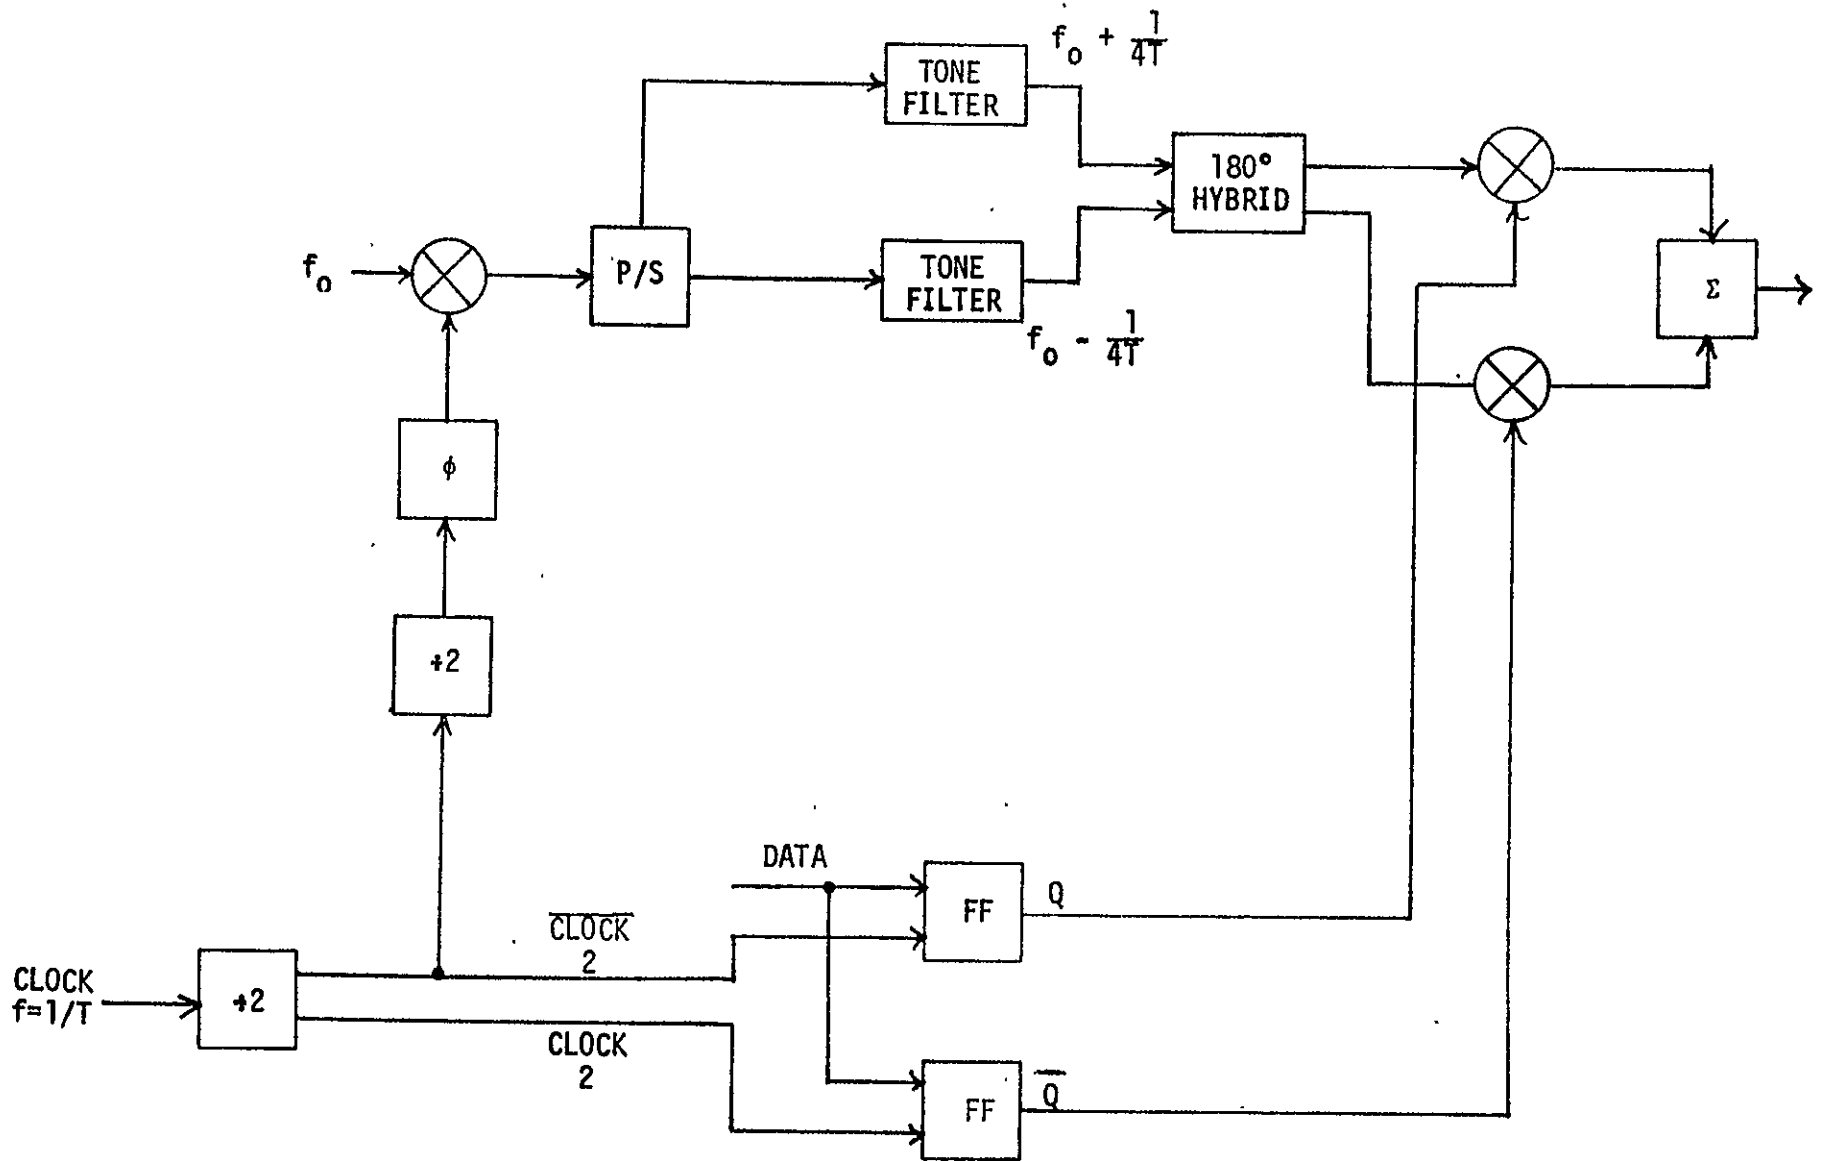 f₀ + 1/4T
TONE
FILTER
180°
HYBRID
f₀
P/S
TONE
FILTER
Σ
f₀ - 1/4T
ϕ
+2
DATA
FF
Q
C̅L̅O̅C̅K̅
2
CLOCK
f=1/T
+2
CLOCK
2
FF
Q̅